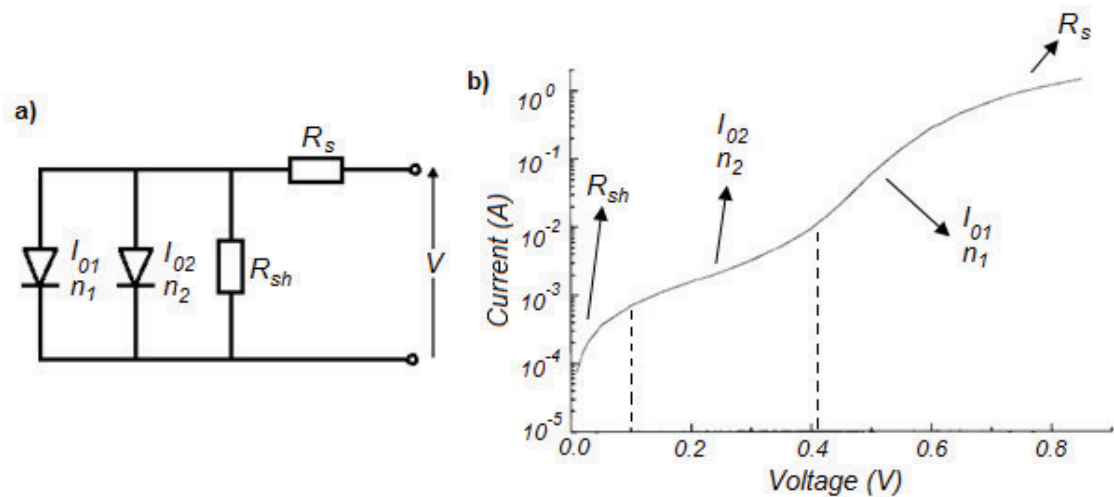 a)
R_s
I_01
n_1
I_02
n_2
R_sh
V
b)
Current (A)
10^0
10^-1
10^-2
10^-3
10^-4
10^-5
R_sh
I_02
n_2
I_01
n_1
R_s
0.0 0.2 0.4 0.6 0.8
Voltage (V)